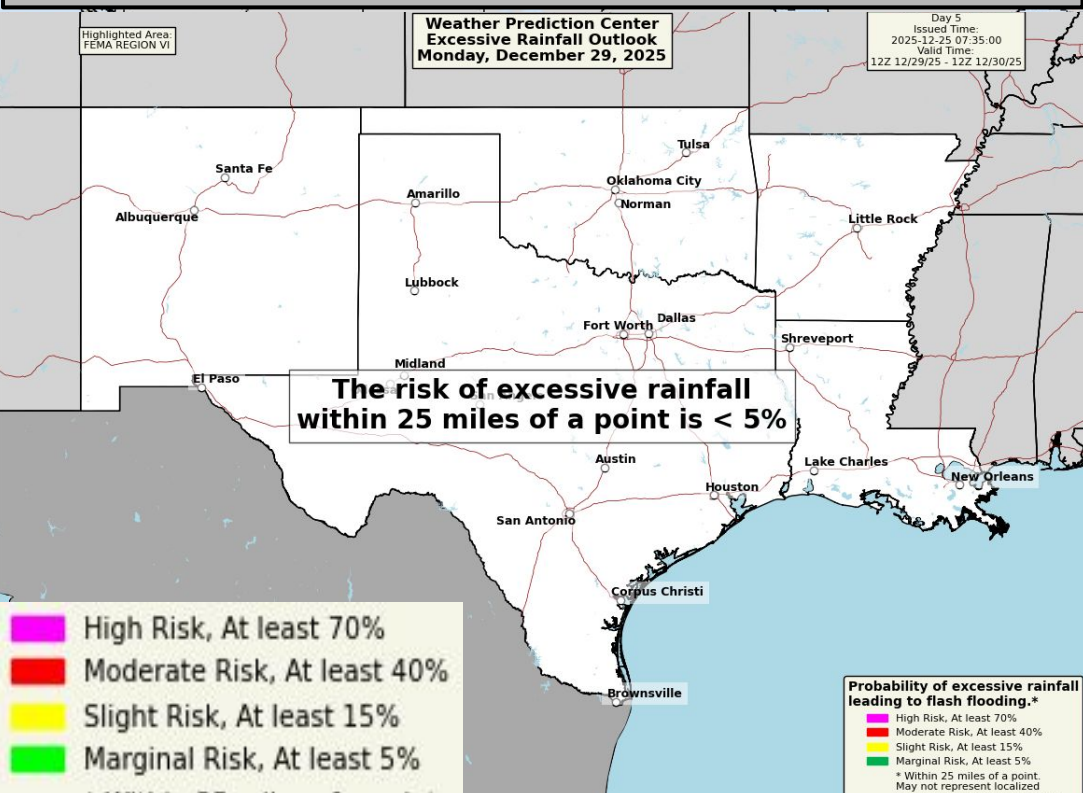 Highlighted Area:
FEMA REGION VI
Weather Prediction Center
Excessive Rainfall Outlook
Monday, December 29, 2025
Day 5
Issued Time:
2025-12-25 07:35:00
Valid Time:
12Z 12/29/25 - 12Z 12/30/25
Tulsa
Santa Fe
Oklahoma City
Amarillo
Norman
Albuquerque
Little Rock
Lubbock
Dallas
Fort Worth
Shreveport
Midland
El Paso
The risk of excessive rainfall
within 25 miles of a point is < 5%
Austin
Lake Charles
New Orleans
Houston
San Antonio
Corpus Christi
Brownsville
High Risk, At least 70%
Moderate Risk, At least 40%
Slight Risk, At least 15%
Marginal Risk, At least 5%
Probability of excessive rainfall
leading to flash flooding.*
High Risk, At least 70%
Moderate Risk, At least 40%
Slight Risk, At least 15%
Marginal Risk, At least 5%
* Within 25 miles of a point.
May not represent localized